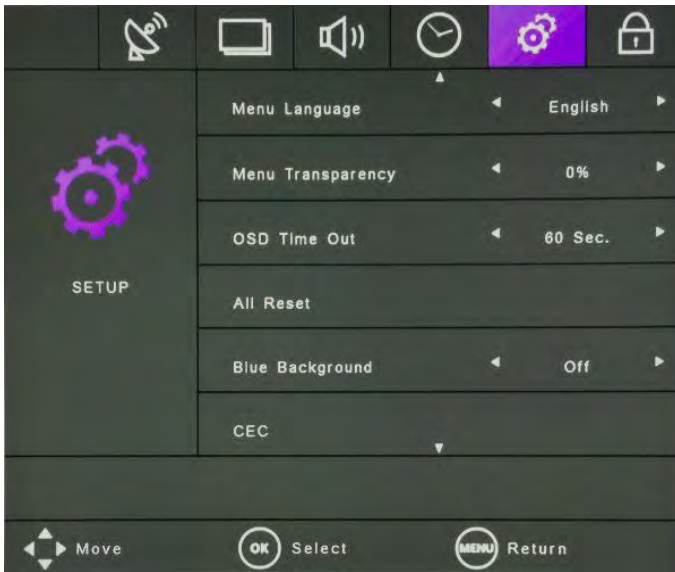 Menu Language English
Menu Transparency 0%
OSD Time Out 60 Sec.
SETUP
All Reset
Blue Background Off
CEC
Move OK Select MENU Return